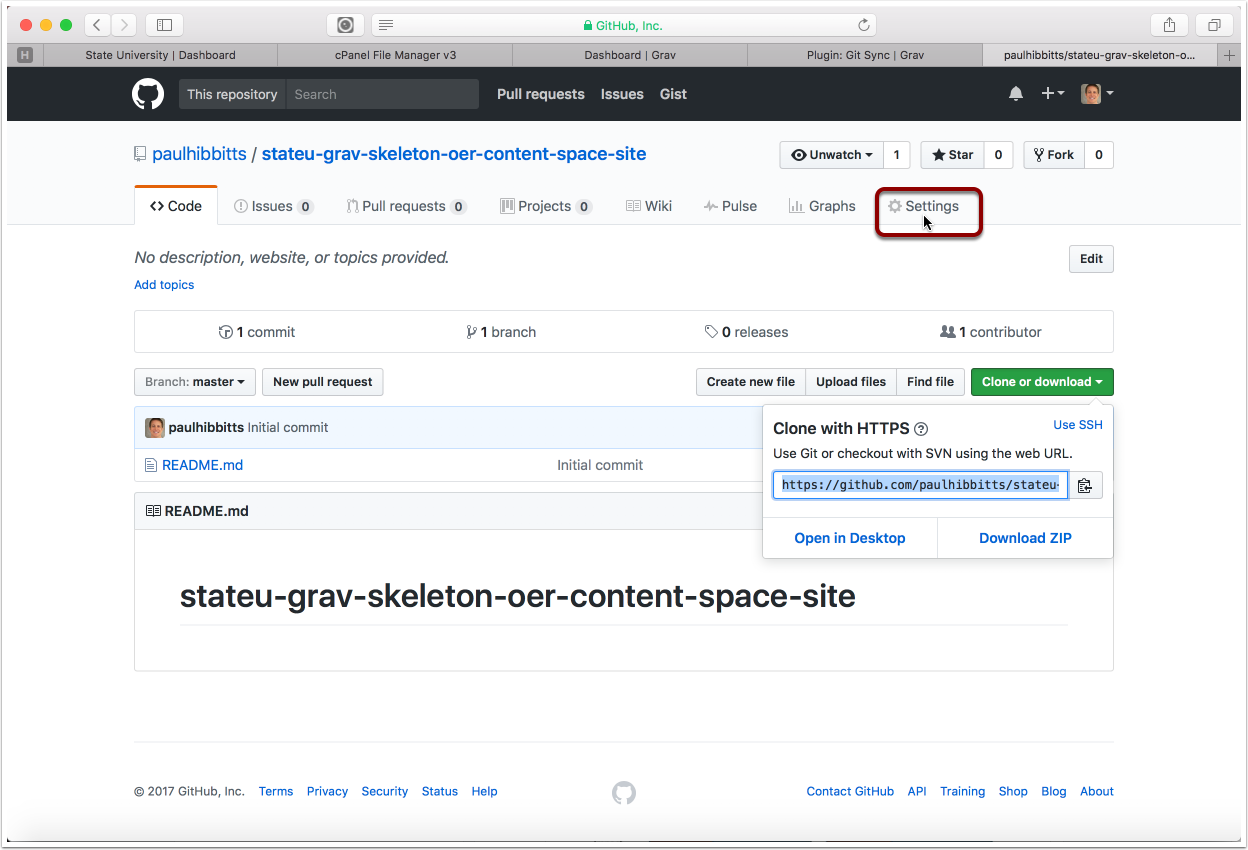 GitHub, Inc.
H State University | Dashboard cPanel File Manager v3 Dashboard | Grav Plugin: Git Sync | Grav paulhibbitts/stateu-grav-skeleton-o...
This repository Search Pull requests Issues Gist
paulhibbitts / stateu-grav-skeleton-oer-content-space-site Unwatch 1 Star 0 Fork 0
Code Issues 0 Pull requests 0 Projects 0 Wiki Pulse Graphs Settings
No description, website, or topics provided. Edit
Add topics
1 commit 1 branch 0 releases 1 contributor
Branch: master New pull request Create new file Upload files Find file Clone or download
paulhibbitts Initial commit
README.md Initial commit
Clone with HTTPS ? Use SSH
Use Git or checkout with SVN using the web URL.
https://github.com/paulhibbitts/stateu-
Open in Desktop Download ZIP
README.md
stateu-grav-skeleton-oer-content-space-site
© 2017 GitHub, Inc. Terms Privacy Security Status Help Contact GitHub API Training Shop Blog About